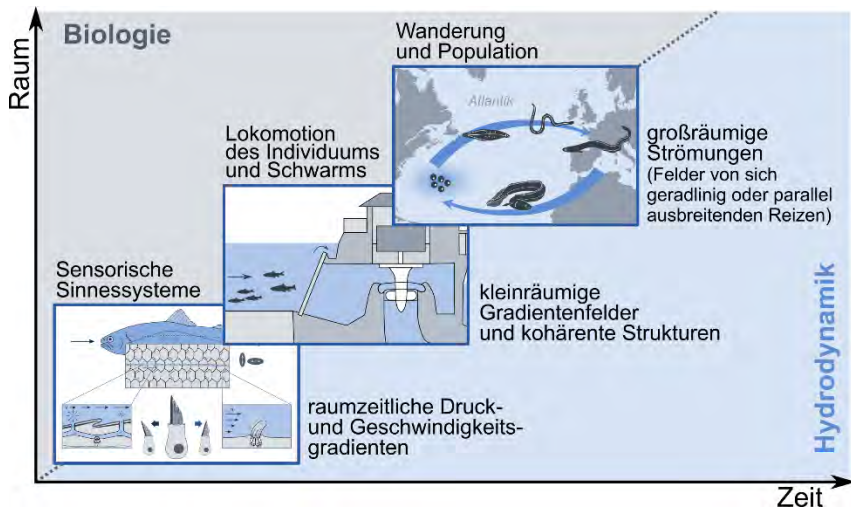 Biologie
Raum
Wanderung
und Population
Atlantik
großräumige
Strömungen
(Felder von sich
geradlinig oder parallel
ausbreitenden Reizen)
Lokomotion
des Individuums
und Schwarms
kleinräumige
Gradientenfelder
und kohärente Strukturen
Sensorische
Sinnessysteme
raumzeitliche Druck-
und Geschwindigkeits-
gradienten
Hydrodynamik
Zeit